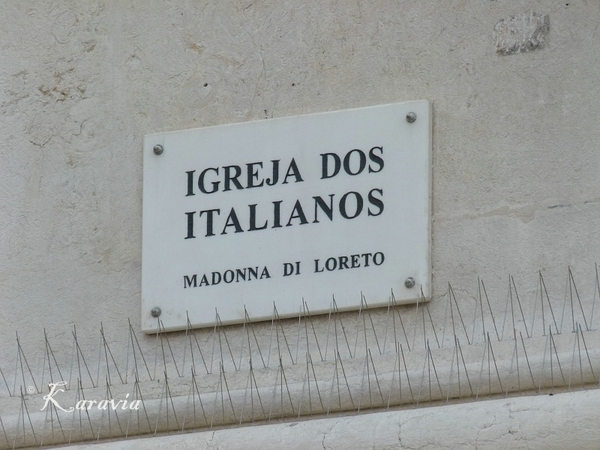 IGREJA DOS
ITALIANOS
MADONNA DI LORETO
© Karavia